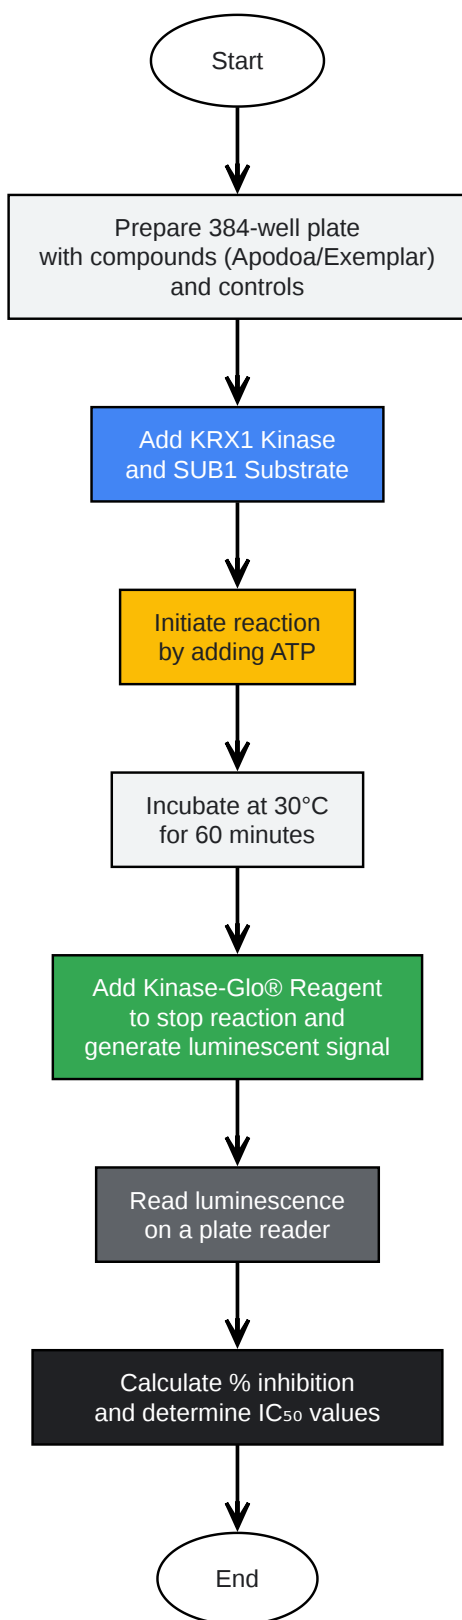 Start
Prepare 384-well plate
with compounds (Apodoa/Exemplar)
and controls
Add KRX1 Kinase
and SUB1 Substrate
Initiate reaction
by adding ATP
Incubate at 30°C
for 60 minutes
Add Kinase-Glo® Reagent
to stop reaction and
generate luminescent signal
Read luminescence
on a plate reader
Calculate % inhibition
and determine IC₅₀ values
End